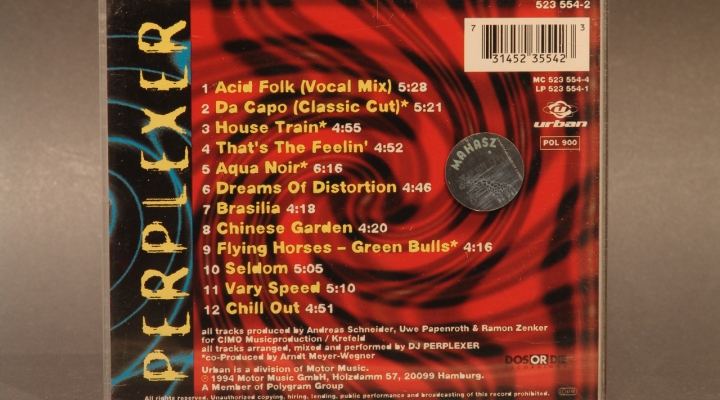 523 554-2
7 31452 35542 3
MC 523 554-4
LP 523 554-1
urban
POL 900
PERPLEXER
1 Acid Folk (Vocal Mix) 5:28
2 Da Capo (Classic Cut)* 5:21
3 House Train* 4:55
4 That's The Feelin' 4:52
5 Aqua Noir* 6:16
6 Dreams Of Distortion 4:46
7 Brasilia 4:18
8 Chinese Garden 4:20
9 Flying Horses – Green Bulls* 4:16
10 Seldom 5:05
11 Vary Speed 5:10
12 Chill Out 4:51
MAHASZ
all tracks produced by Andreas Schneider, Uwe Papenroth & Ramon Zenker
for CIMO Musicproduction / Krefeld
all tracks arranged, mixed and performed by DJ PERPLEXER
*co-Produced by Arndt Meyer-Wegner
Urban is a division of Motor Music.
℗ 1994 Motor Music GmbH, Holzdamm 57, 20099 Hamburg.
A Member of Polygram Group
DOS OR DIE
All rights reserved. Unauthorized copying, hiring, lending, public performance and broadcasting of this record prohibited.